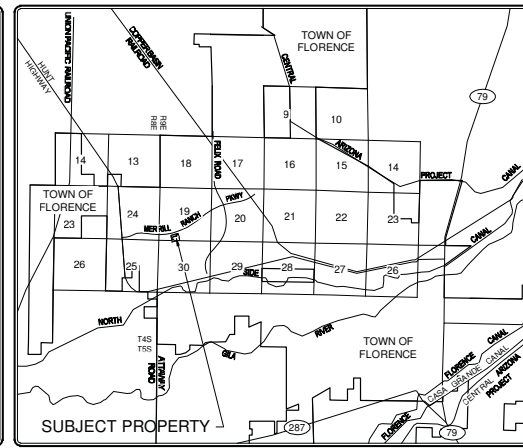 UNION PACIFIC RAILROAD
HUNT
HIGHWAY
COPPER BASIN
RAILROAD
R8E
R9E
CENTRAL
TOWN OF
FLORENCE
79
9
10
FELIX ROAD
ARIZONA
PROJECT
CANAL
14
13
18
17
16
15
14
TOWN OF
FLORENCE
23
24
19
20
21
22
23
MERRILL
RANCH
PKWY
CANAL
26
25
30
29
28
27
26
SIDE
NORTH
T4S
T5S
ATTAWAY
ROAD
GILA
RIVER
TOWN OF
FLORENCE
FLORENCE
CANAL
CASA GRANDE CANAL
CENTRAL ARIZONA
PROJECT
FLORENCE
SUBJECT PROPERTY
287
79